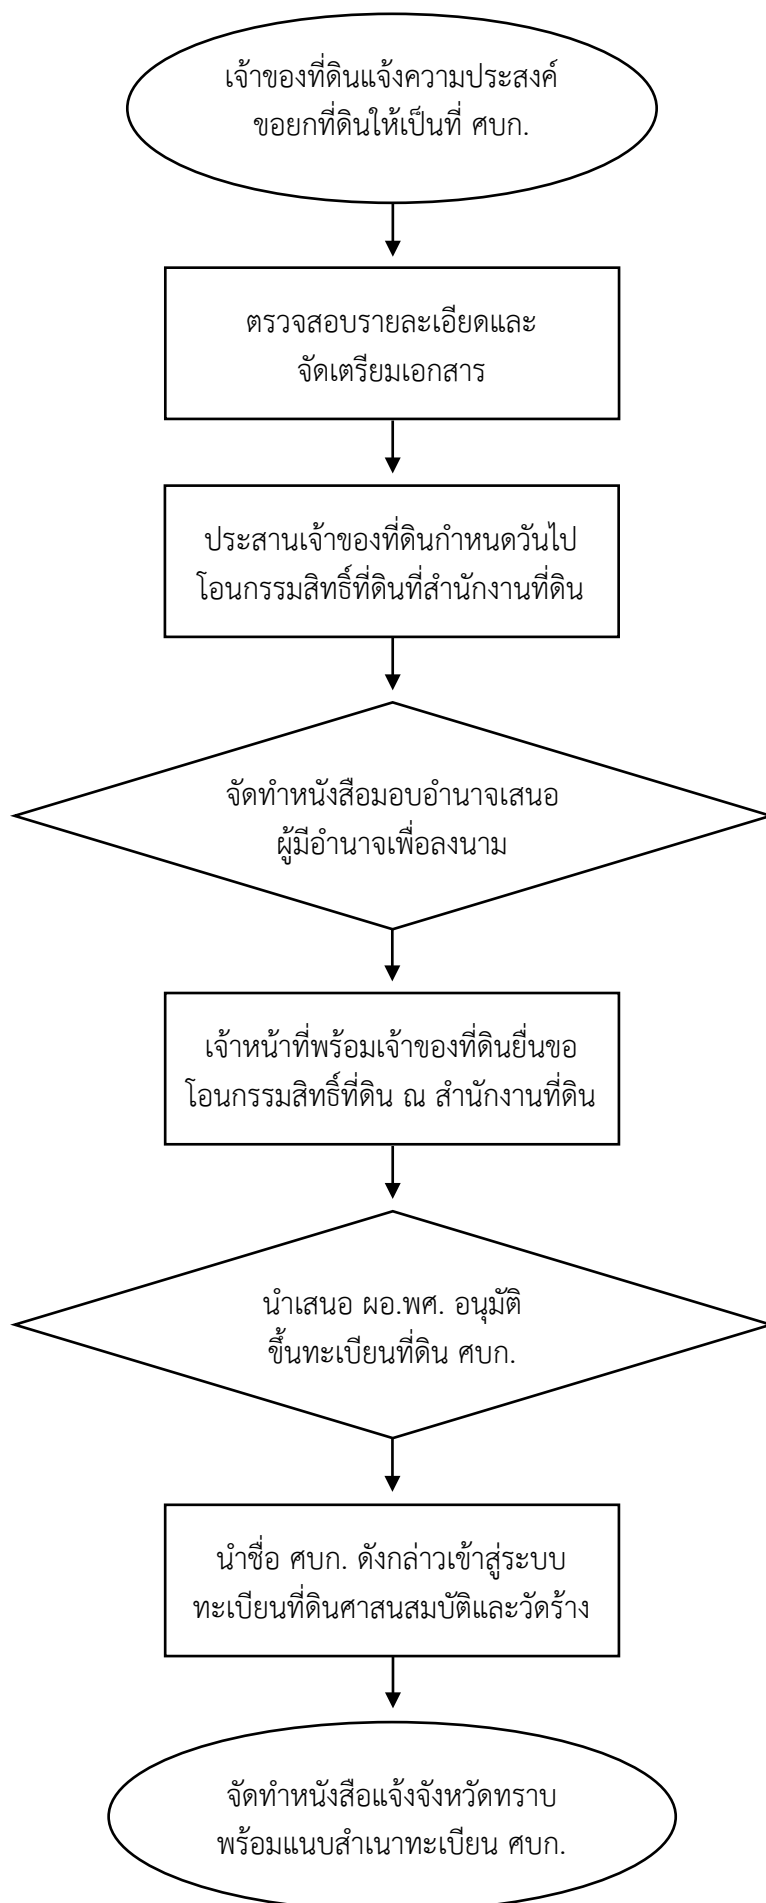 เจ้าของที่ดินแจ้งความประสงค์
ขอยกที่ดินให้เป็นที่ ศบก.
ตรวจสอบรายละเอียดและ
จัดเตรียมเอกสาร
ประสานเจ้าของที่ดินกำหนดวันไป
โอนกรรมสิทธิ์ที่ดินที่สำนักงานที่ดิน
จัดทำหนังสือมอบอำนาจเสนอ
ผู้มีอำนาจเพื่อลงนาม
เจ้าหน้าที่พร้อมเจ้าของที่ดินยื่นขอ
โอนกรรมสิทธิ์ที่ดิน ณ สำนักงานที่ดิน
นำเสนอ ผอ.พศ. อนุมัติ
ขึ้นทะเบียนที่ดิน ศบก.
นำชื่อ ศบก. ดังกล่าวเข้าสู่ระบบ
ทะเบียนที่ดินศาสนสมบัติและวัดร้าง
จัดทำหนังสือแจ้งจังหวัดทราบ
พร้อมแนบสำเนาทะเบียน ศบก.